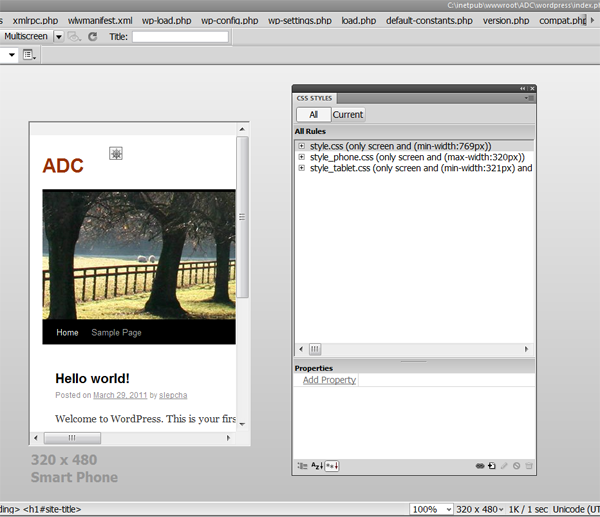 C:\inetpub\wwwroot\ADC\wordpress\index.ph
xmlrpc.php wlwmanifest.xml wp-load.php wp-config.php wp-settings.php load.php default-constants.php version.php compat.php
Multiscreen Title:
CSS STYLES
All Current
All Rules
style.css (only screen and (min-width:769px))
style_phone.css (only screen and (max-width:320px))
style_tablet.css (only screen and (min-width:321px) and
ADC
Home Sample Page
Hello world!
Posted on March 29, 2011 by slepcha
Welcome to WordPress. This is your firs
Properties
Add Property
320 x 480
Smart Phone
ding> <h1#site-title> 100% 320 x 480 1K / 1 sec Unicode (UT